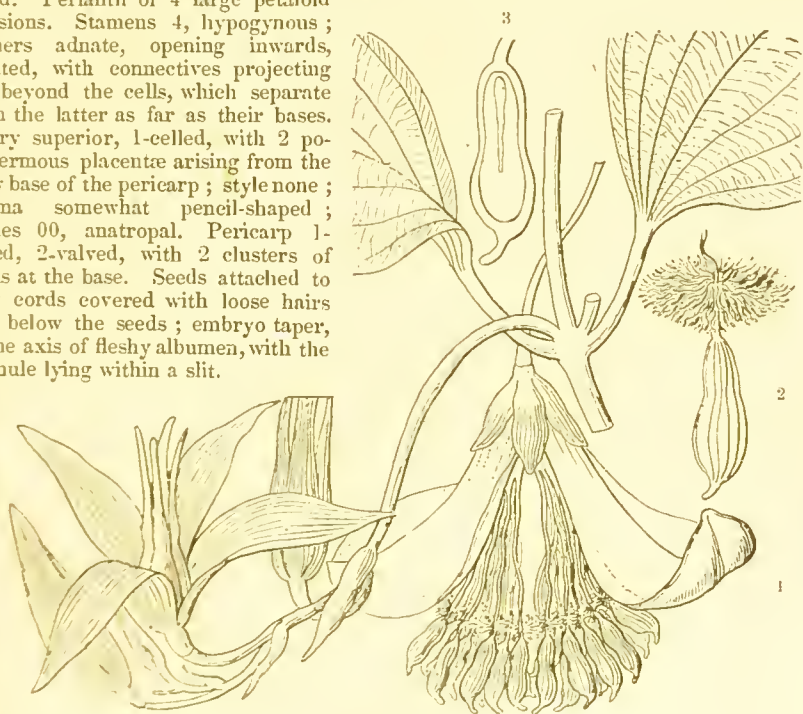 d. Perianth of 4 large petaloid
sions. Stamens 4, hypogynous ;
ers adnate, opening inwards,
ted, with connectives projecting
beyond the cells, which separate
the latter as far as their bases.
ry superior, 1-celled, with 2 po-
ermous placentæ arising from the
base of the pericarp ; style none ;
ma somewhat pencil-shaped ;
es 00, anatropal. Pericarp 1-
ed, 2-valved, with 2 clusters of
s at the base. Seeds attached to
cords covered with loose hairs
below the seeds ; embryo taper,
axis of fleshy albumen, with the
ule lying within a slit.
3
2
1